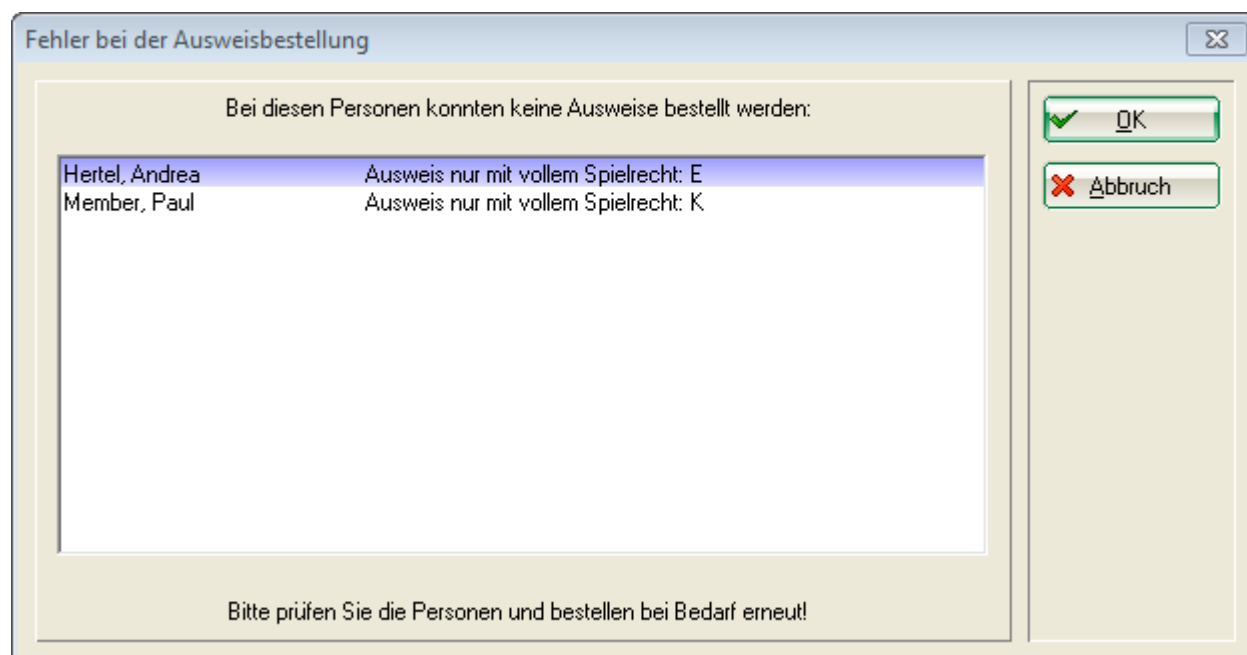 Fehler bei der Ausweisbestellung
Bei diesen Personen konnten keine Ausweise bestellt werden:
Hertel, Andrea Ausweis nur mit vollem Spielrecht: E
Member, Paul Ausweis nur mit vollem Spielrecht: K
Bitte prüfen Sie die Personen und bestellen bei Bedarf erneut!
OK
Abbruch